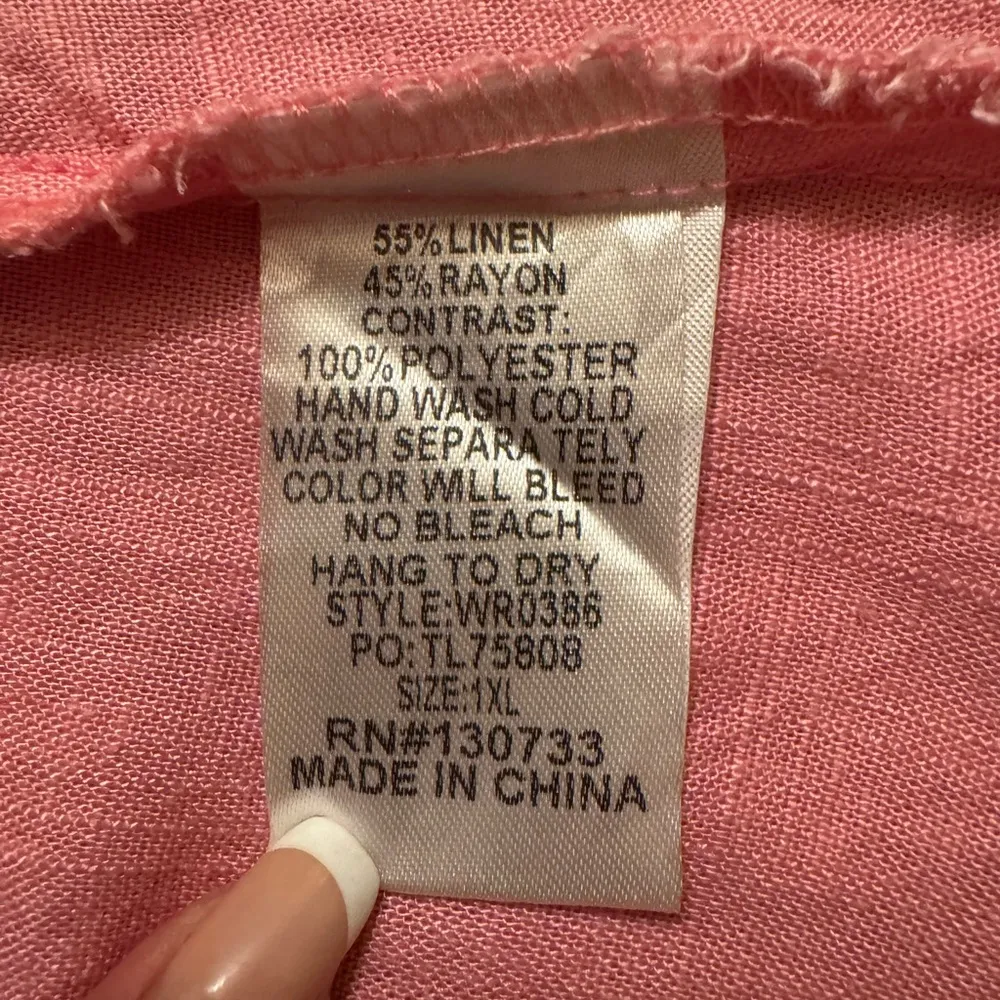 55% LINEN
45% RAYON
CONTRAST:
100% POLYESTER
HAND WASH COLD
WASH SEPARA TELY
COLOR WILL BLEED
NO BLEACH
HANG TO DRY
STYLE:WR0386
PO:TL75808
SIZE:1XL
RN#130733
MADE IN CHINA